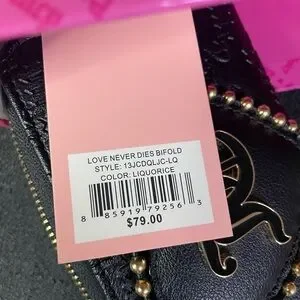 LOVE NEVER DIES BIFOLD
STYLE: 13JCDQLJC-LQ
COLOR: LIQUORICE
8 85919 79256 3
$79.00